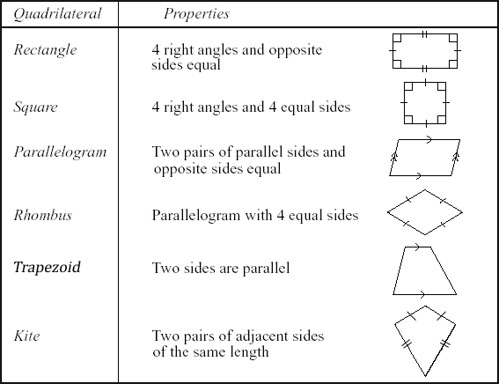 Quadrilateral Properties
Rectangle 4 right angles and opposite
sides equal
Square 4 right angles and 4 equal sides
Parallelogram Two pairs of parallel sides and
opposite sides equal
Rhombus Parallelogram with 4 equal sides
Trapezoid Two sides are parallel
Kite Two pairs of adjacent sides
of the same length